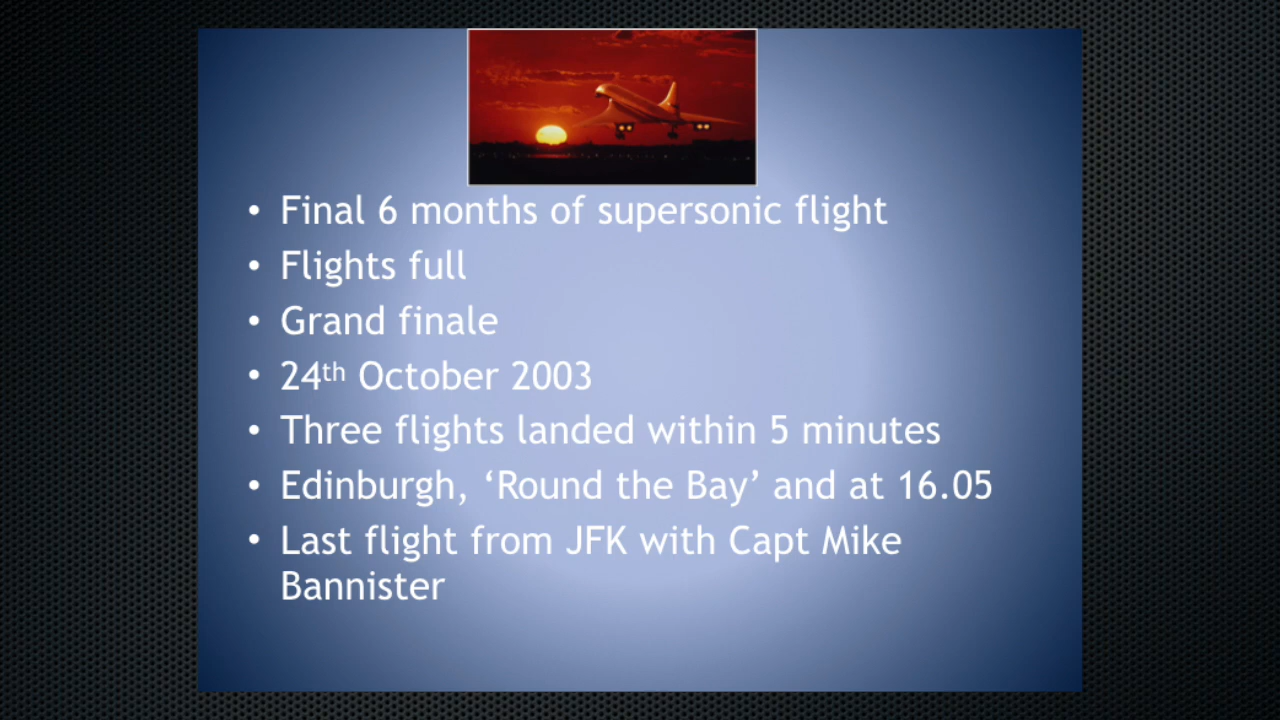 • Final 6 months of supersonic flight
• Flights full
• Grand finale
• 24th October 2003
• Three flights landed within 5 minutes
• Edinburgh, ‘Round the Bay’ and at 16.05
• Last flight from JFK with Capt Mike
Bannister